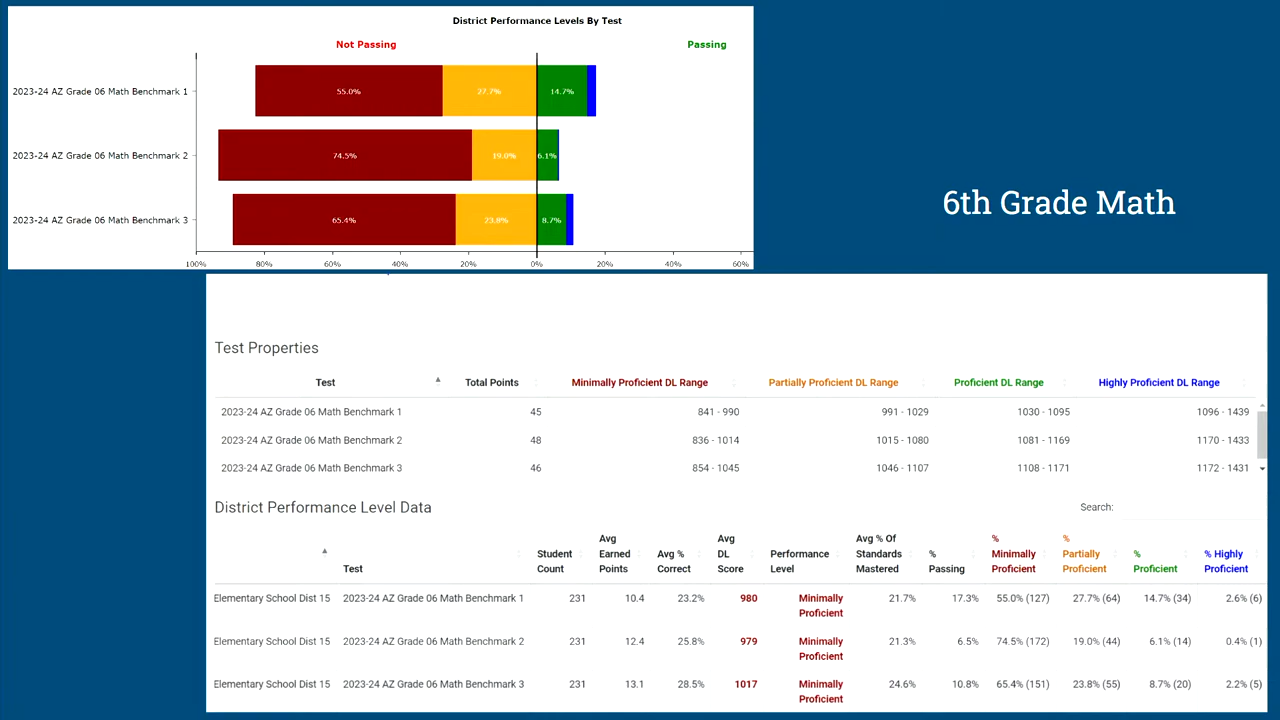 District Performance Levels By Test
Not Passing Passing
2023-24 AZ Grade 06 Math Benchmark 1 55.0% 27.7% 14.7%
2023-24 AZ Grade 06 Math Benchmark 2 74.5% 19.0% 6.1%
2023-24 AZ Grade 06 Math Benchmark 3 65.4% 23.8% 8.7%
100% 80% 60% 40% 20% 0% 20% 40% 60%
6th Grade Math
Test Properties
Test Total Points Minimally Proficient DL Range Partially Proficient DL Range Proficient DL Range Highly Proficient DL Range
2023-24 AZ Grade 06 Math Benchmark 1 45 841 - 990 991 - 1029 1030 - 1095 1096 - 1439
2023-24 AZ Grade 06 Math Benchmark 2 48 836 - 1014 1015 - 1080 1081 - 1169 1170 - 1433
2023-24 AZ Grade 06 Math Benchmark 3 46 854 - 1045 1046 - 1107 1108 - 1171 1172 - 1431
District Performance Level Data Search:
Avg Avg Avg % Of % %
Student Earned Avg % DL Performance Standards % Minimally Partially % % Highly
Test Count Points Correct Score Level Mastered Passing Proficient Proficient Proficient Proficient
Elementary School Dist 15 2023-24 AZ Grade 06 Math Benchmark 1 231 10.4 23.2% 980 Minimally 21.7% 17.3% 55.0% (127) 27.7% (64) 14.7% (34) 2.6% (6)
Proficient
Elementary School Dist 15 2023-24 AZ Grade 06 Math Benchmark 2 231 12.4 25.8% 979 Minimally 21.3% 6.5% 74.5% (172) 19.0% (44) 6.1% (14) 0.4% (1)
Proficient
Elementary School Dist 15 2023-24 AZ Grade 06 Math Benchmark 3 231 13.1 28.5% 1017 Minimally 24.6% 10.8% 65.4% (151) 23.8% (55) 8.7% (20) 2.2% (5)
Proficient